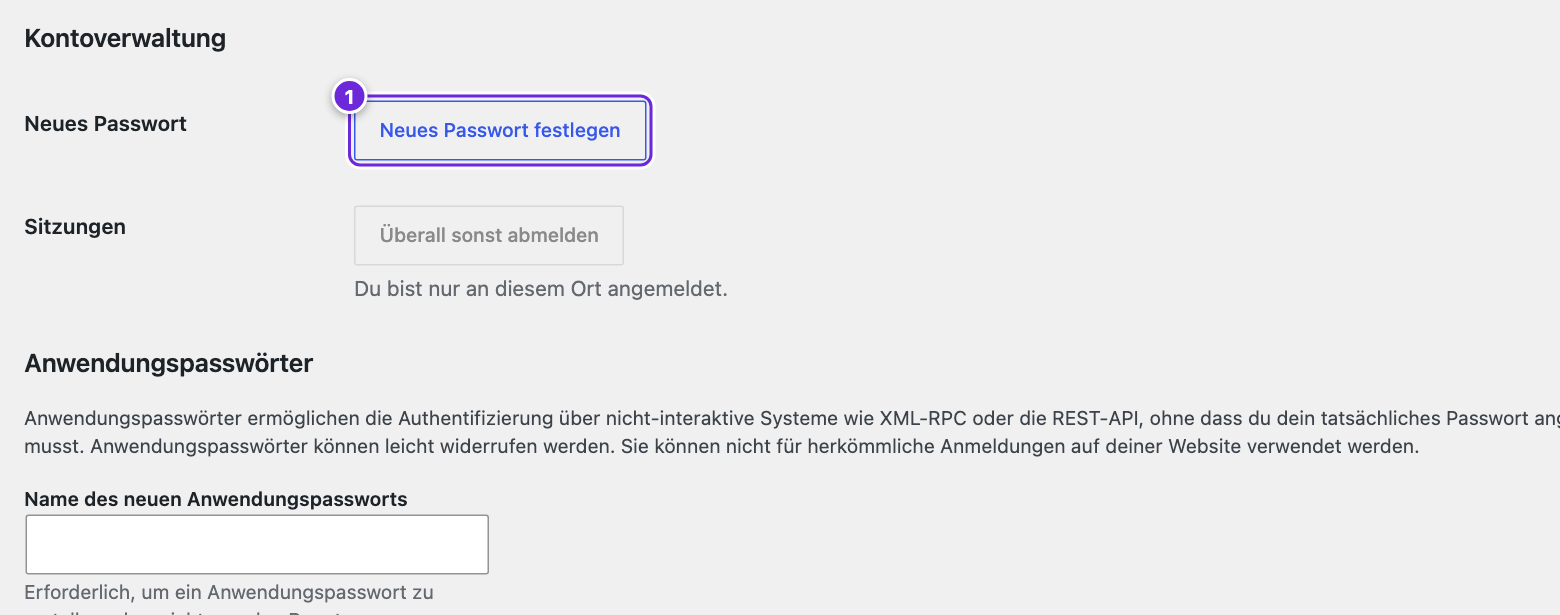 Kontoverwaltung
1
Neues Passwort
Neues Passwort festlegen
Sitzungen
Überall sonst abmelden
Du bist nur an diesem Ort angemeldet.
Anwendungspasswörter
Anwendungspasswörter ermöglichen die Authentifizierung über nicht-interaktive Systeme wie XML-RPC oder die REST-API, ohne dass du dein tatsächliches Passwort
musst. Anwendungspasswörter können leicht widerrufen werden. Sie können nicht für herkömmliche Anmeldungen auf deiner Website verwendet werden.
Name des neuen Anwendungspassworts
Erforderlich, um ein Anwendungspasswort zu